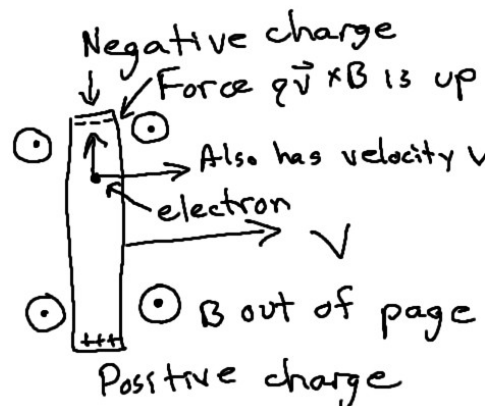 Negative charge
Force qv⃗ × B is up
Also has velocity v
electron
V
B out of page
+++
Positive charge